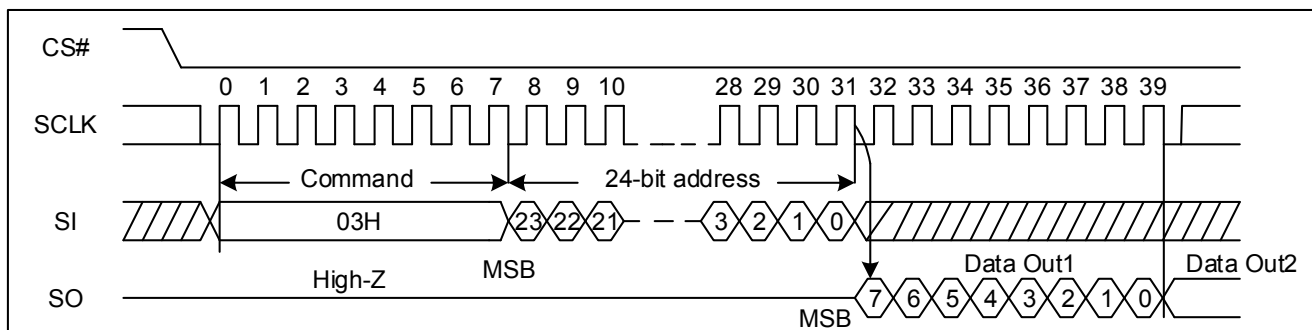 CS#
0 1 2 3 4 5 6 7 8 9 10 28 29 30 31 32 33 34 35 36 37 38 39
SCLK
Command 24-bit address
SI 03H 23 22 21 3 2 1 0
High-Z MSB Data Out1 Data Out2
SO 7 6 5 4 3 2 1 0
MSB